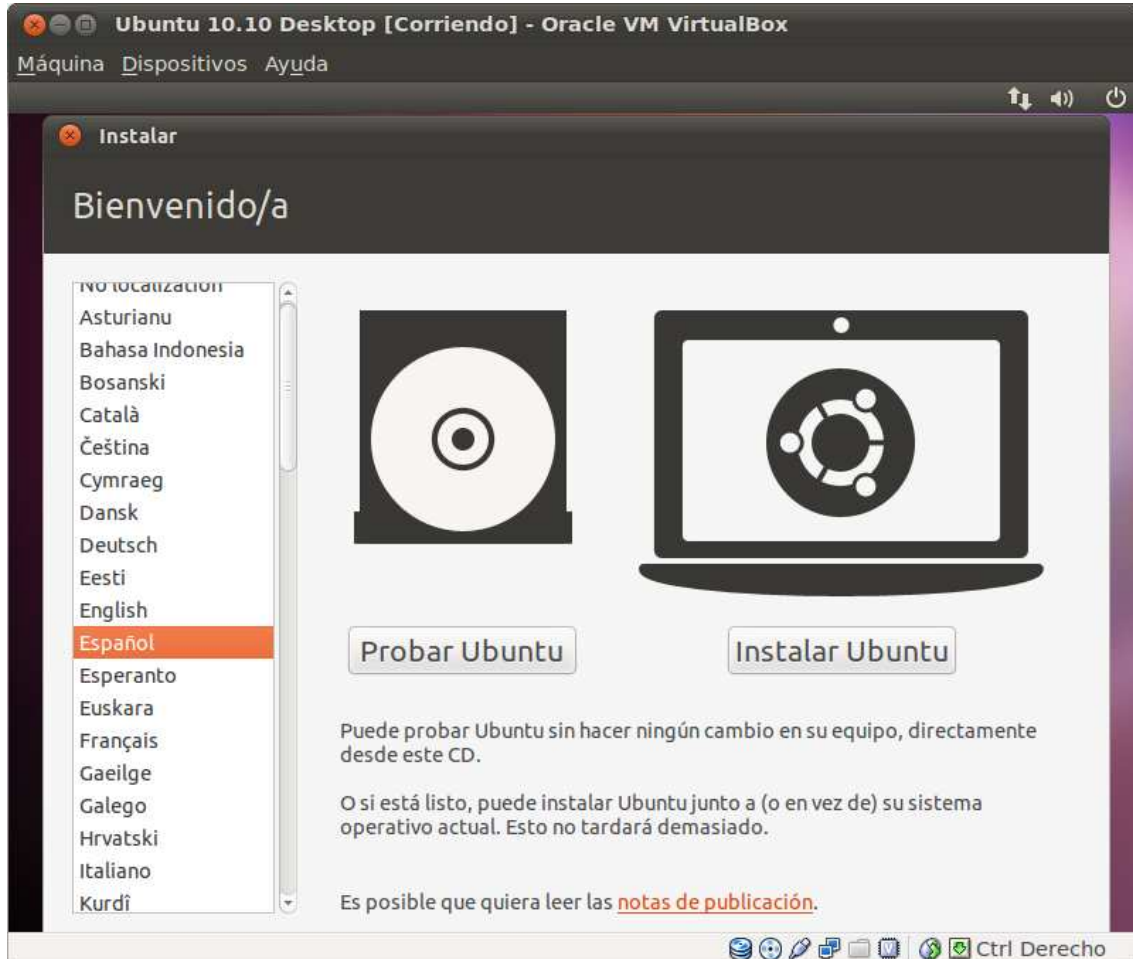 Ubuntu 10.10 Desktop [Corriendo] - Oracle VM VirtualBox
Máquina Dispositivos Ayuda
Instalar
Bienvenido/a
No localization
Asturianu
Bahasa Indonesia
Bosanski
Català
Čeština
Cymraeg
Dansk
Deutsch
Eesti
English
Español
Esperanto
Euskara
Français
Gaeilge
Galego
Hrvatski
Italiano
Kurdî
Probar Ubuntu
Instalar Ubuntu
Puede probar Ubuntu sin hacer ningún cambio en su equipo, directamente
desde este CD.
O si está listo, puede instalar Ubuntu junto a (o en vez de) su sistema
operativo actual. Esto no tardará demasiado.
Es posible que quiera leer las notas de publicación.
Ctrl Derecho